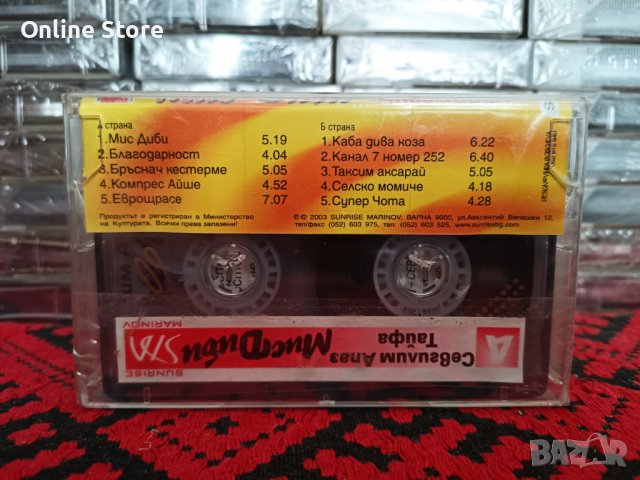 Online Store
А страна
1.Мис Диби 5.19
2.Благодарност 4.04
3.Бръснач кестерме 5.05
4.Компрес Айше 4.52
5.Еврощрасе 7.07
Б страна
1.Каба дива коза 6.22
2.Канал 7 номер 252 6.40
3.Таксим аксарай 5.05
4.Селско момиче 4.18
5.Супер Чота 4.28
Продуктът е регистриран в Министерство
на Културата. Всички права запазени!
℗ © 2003 SUNRISE MARINOV, ВАРНА 9000, ул.Авксентий Велешки 12,
тел/факс (052) 603 975, тел: (052) 603 525, www.sunrisebg.com
А
Севгилим Апаз
Тайфа
Мис Диби
SM
SUNRISE
MARINOV
BAZAR